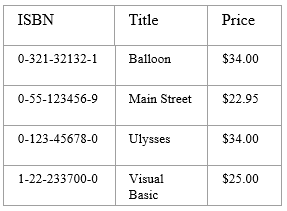 ISBN Title Price
0-321-32132-1 Balloon $34.00
0-55-123456-9 Main Street $22.95
0-123-45678-0 Ulysses $34.00
1-22-233700-0 Visual $25.00
Basic